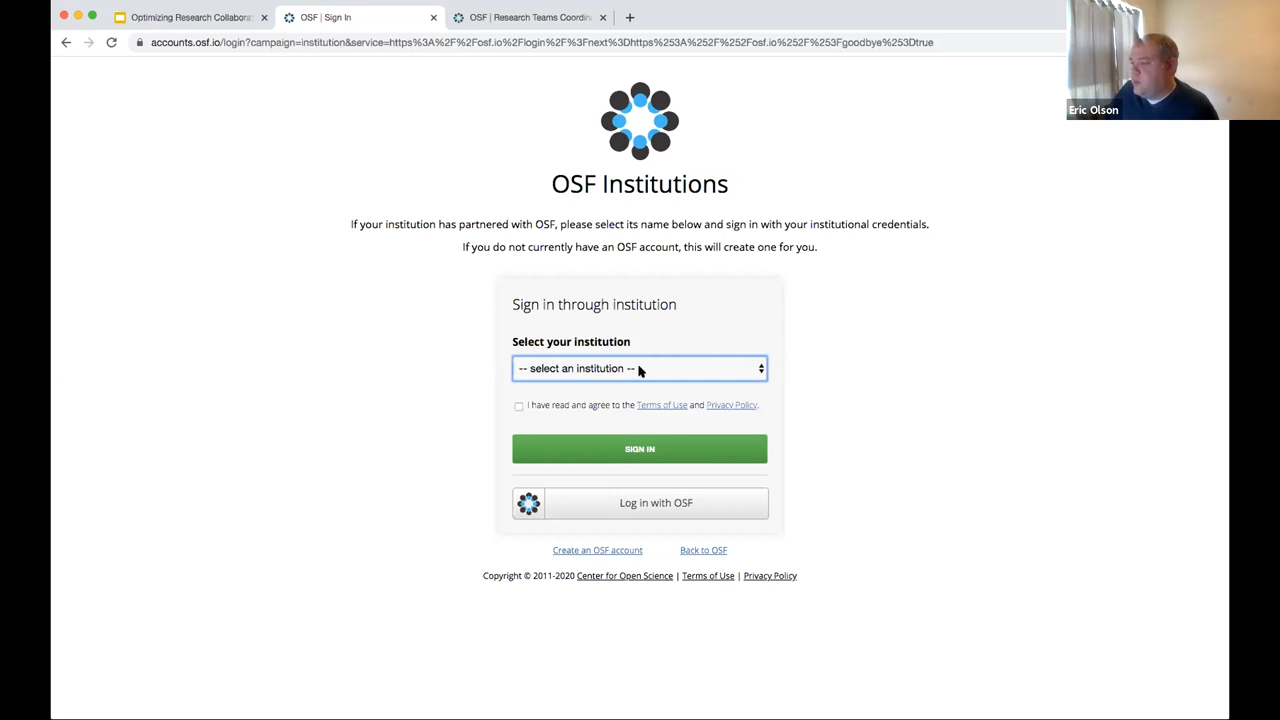 Optimizing Research Collabora
OSF | Sign In
OSF | Research Teams Coordin
accounts.osf.io/login?campaign=institution&service=https%3A%2F%2Fosf.io%2Flogin%2F%3Fnext%3Dhttps%253A%252F%252Fosf.io%252F%253Fgoodbye%253Dtrue
Eric Olson
OSF Institutions
If your institution has partnered with OSF, please select its name below and sign in with your institutional credentials.
If you do not currently have an OSF account, this will create one for you.
Sign in through institution
Select your institution
-- select an institution --
I have read and agree to the Terms of Use and Privacy Policy.
SIGN IN
Log in with OSF
Create an OSF account Back to OSF
Copyright © 2011-2020 Center for Open Science | Terms of Use | Privacy Policy